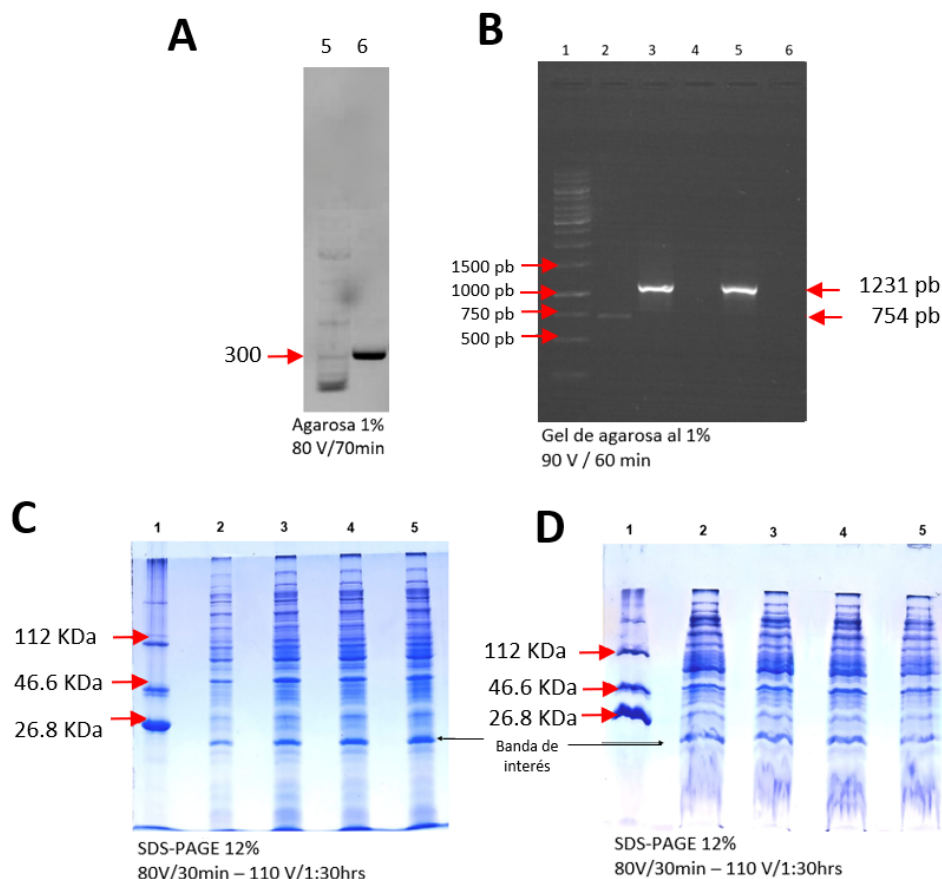 A
5 6
300
Agarosa 1%
80 V/70min
B
1 2 3 4 5 6
1500 pb
1000 pb
750 pb
500 pb
1231 pb
754 pb
Gel de agarosa al 1%
90 V / 60 min
C
1 2 3 4 5
112 KDa
46.6 KDa
26.8 KDa
SDS-PAGE 12%
80V/30min – 110 V/1:30hrs
Banda de
interés
D
1 2 3 4 5
112 KDa
46.6 KDa
26.8 KDa
SDS-PAGE 12%
80V/30min – 110 V/1:30hrs